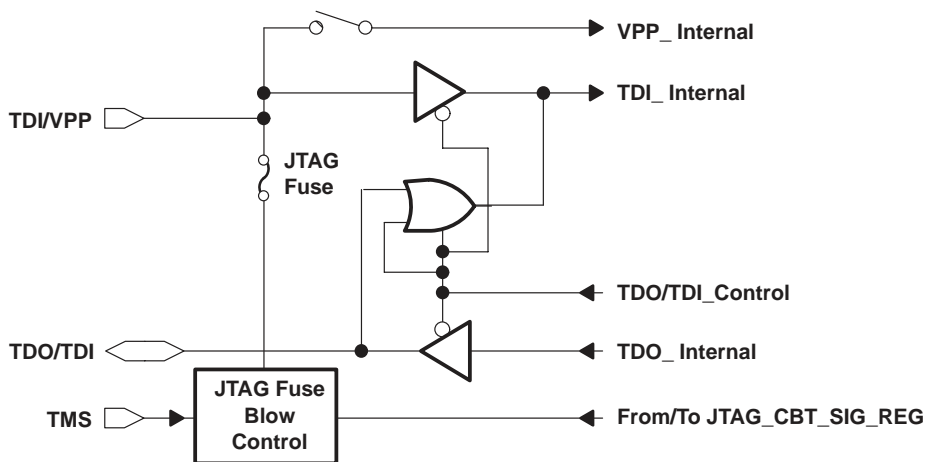 VPP_ Internal
TDI_ Internal
TDI/VPP
JTAG
Fuse
TDO/TDI_Control
TDO/TDI
TDO_ Internal
JTAG Fuse
Blow
Control
TMS
From/To JTAG_CBT_SIG_REG